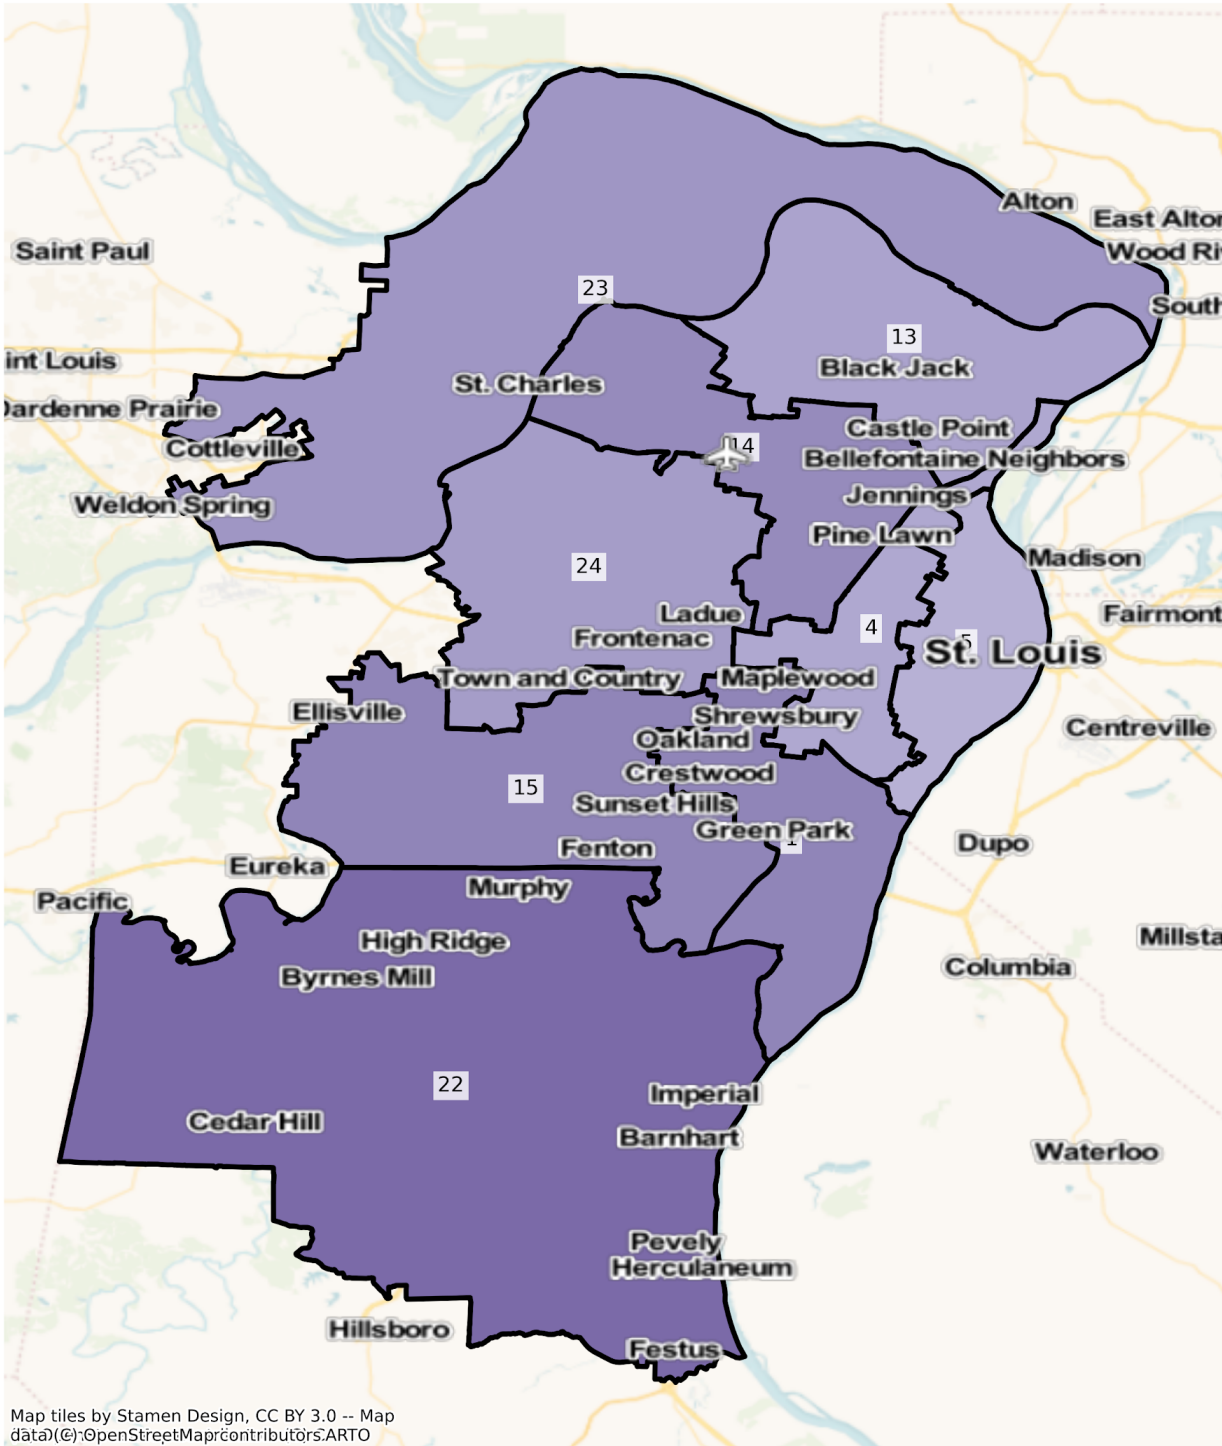 Alton
East Alton
Wood Ri
Saint Paul
23
South
13
int Louis
Black Jack
St. Charles
Dardenne Prairie
Castle Point
Cottleville
14
Bellefontaine Neighbors
Jennings
Weldon Spring
Pine Lawn
Madison
24
Ladue
Fairmont
4
Frontenac
5
St. Louis
Town and Country
Maplewood
Ellisville
Shrewsbury
Centreville
Oakland
Crestwood
15
Sunset Hills
Green Park
1
Fenton
Dupo
Eureka
Murphy
Pacific
High Ridge
Millsta
Byrnes Mill
Columbia
22
Imperial
Cedar Hill
Barnhart
Waterloo
Pevely
Herculaneum
Hillsboro
Festus
Map tiles by Stamen Design, CC BY 3.0 -- Map
data (C) OpenStreetMap contributors
CARTO